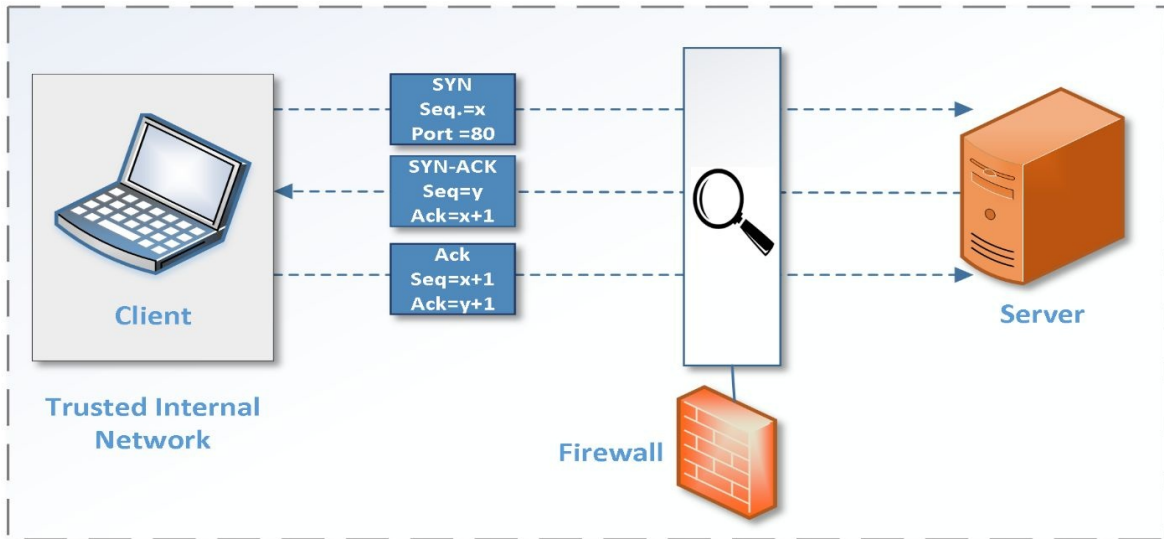 SYN
Seq.=x
Port =80
SYN-ACK
Seq=y
Ack=x+1
Ack
Seq=x+1
Ack=y+1
Client
Server
Trusted Internal
Network
Firewall